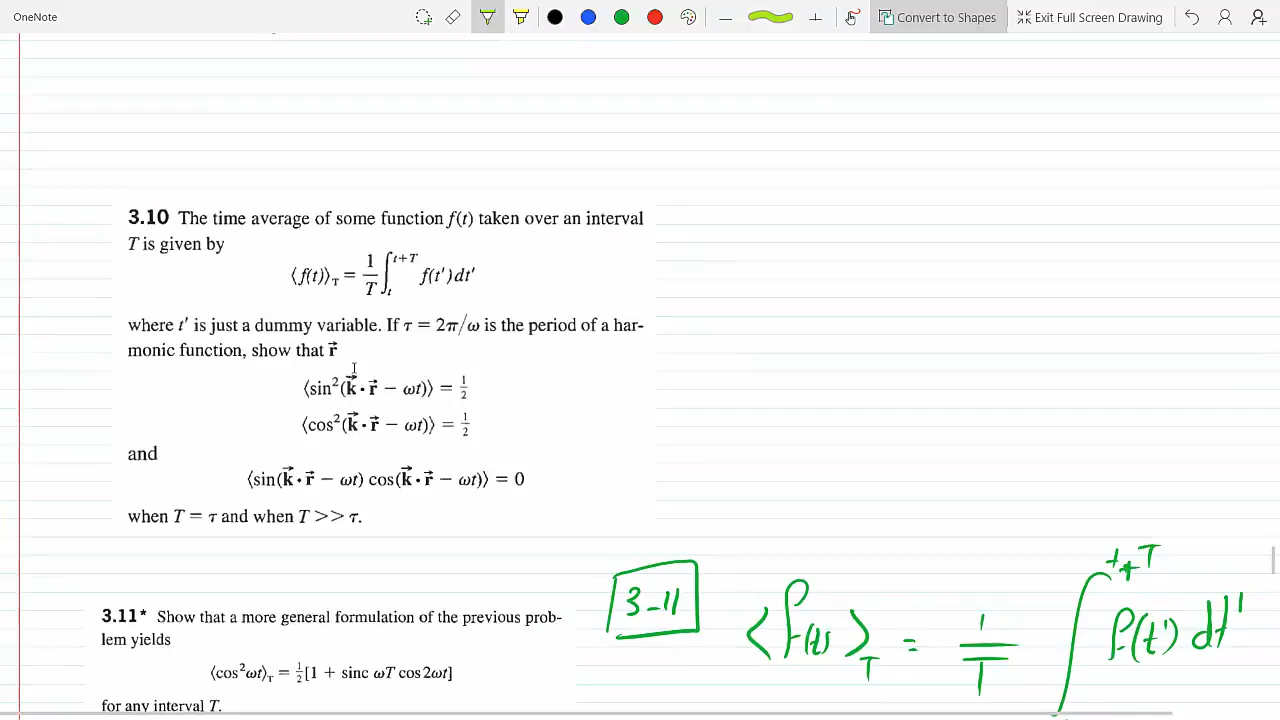 OneNote
Convert to Shapes
Exit Full Screen Drawing
3.10 The time average of some function f(t) taken over an interval
T is given by
⟨f(t)⟩_T = 1/T ∫_t^{t+T} f(t′) dt′
where t′ is just a dummy variable. If τ = 2π/ω is the period of a har-
monic function, show that r⃗
⟨sin²(k⃗ · r⃗ − ωt)⟩ = 1/2
⟨cos²(k⃗ · r⃗ − ωt)⟩ = 1/2
and
⟨sin(k⃗ · r⃗ − ωt) cos(k⃗ · r⃗ − ωt)⟩ = 0
when T = τ and when T >> τ.
3.11* Show that a more general formulation of the previous prob-
lem yields
⟨cos²ωt⟩_T = 1/2[1 + sinc ωT cos 2ωt]
for any interval T.
3-11
⟨f(t)⟩_T = 1/T ∫^{t+T} f(t′) dt′